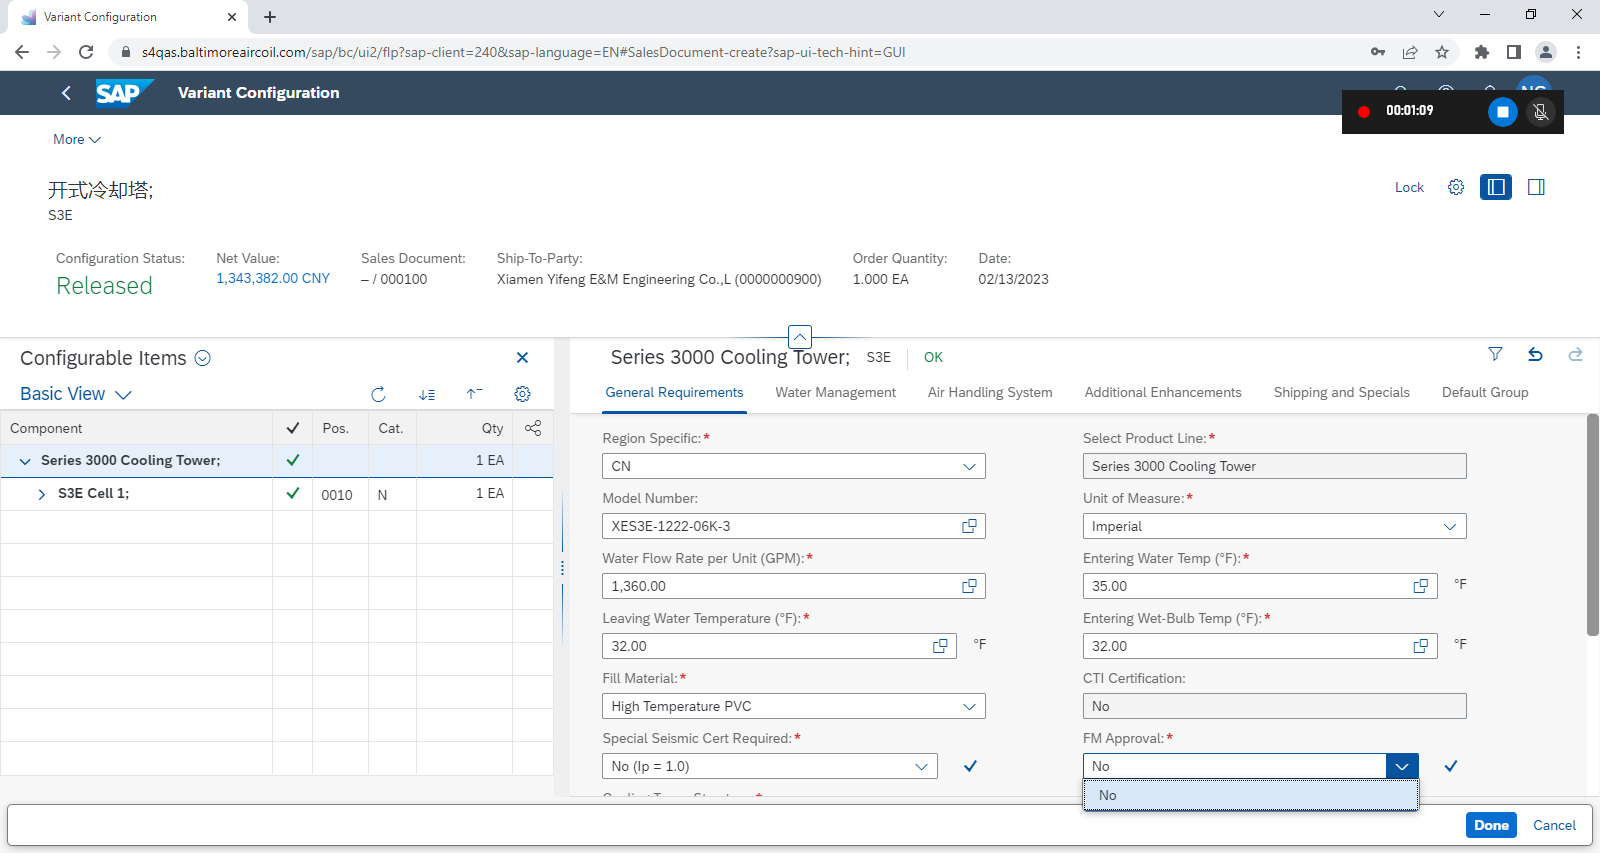 Variant Configuration
s4qas.baltimoreaircoil.com/sap/bc/ui2/flp?sap-client=240&sap-language=EN#SalesDocument-create?sap-ui-tech-hint=GUI
SAP Variant Configuration
00:01:09
More
开式冷却塔;
S3E
Lock
Configuration Status: Net Value: Sales Document: Ship-To-Party: Order Quantity: Date:
Released 1,343,382.00 CNY – / 000100 Xiamen Yifeng E&M Engineering Co.,L (0000000900) 1.000 EA 02/13/2023
Configurable Items
Basic View
Component Pos. Cat. Qty
Series 3000 Cooling Tower; 1 EA
S3E Cell 1; 0010 N 1 EA
Series 3000 Cooling Tower; S3E OK
General Requirements Water Management Air Handling System Additional Enhancements Shipping and Specials Default Group
Region Specific:* Select Product Line:*
CN Series 3000 Cooling Tower
Model Number: Unit of Measure:*
XES3E-1222-06K-3 Imperial
Water Flow Rate per Unit (GPM):* Entering Water Temp (°F):*
1,360.00 35.00 °F
Leaving Water Temperature (°F):* Entering Wet-Bulb Temp (°F):*
32.00 °F 32.00 °F
Fill Material:* CTI Certification:
High Temperature PVC No
Special Seismic Cert Required:* FM Approval:*
No (Ip = 1.0) No
No
Done Cancel